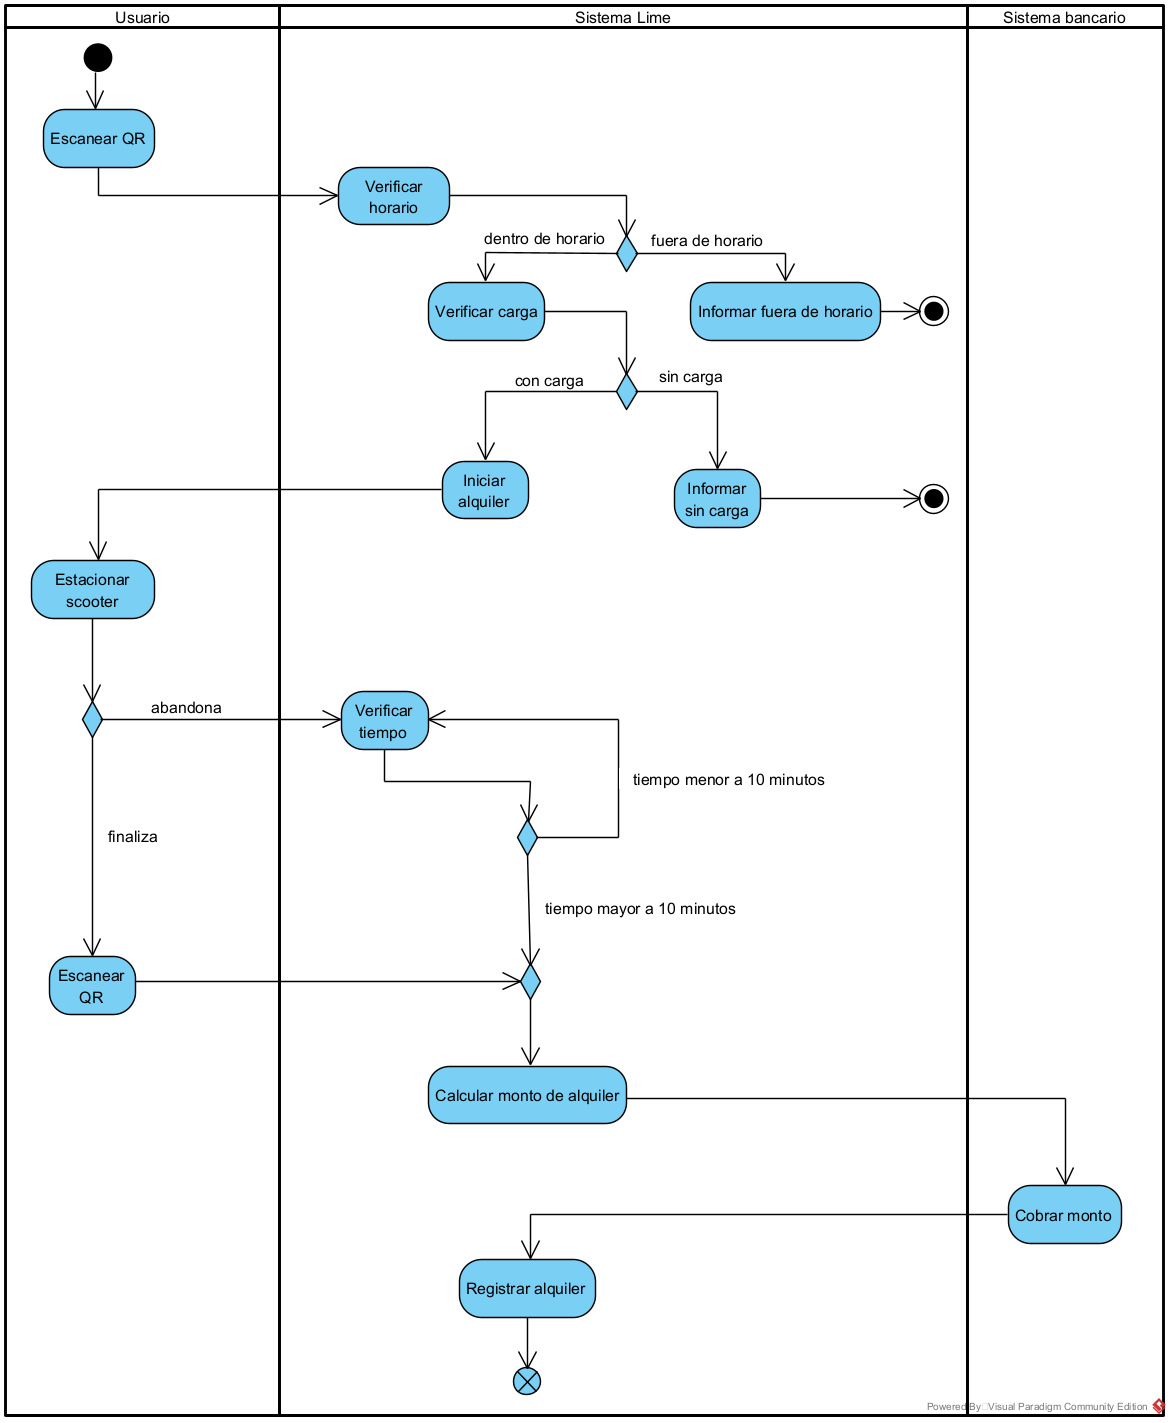 Usuario
Sistema Lime
Sistema bancario
Escanear QR
Verificar
horario
dentro de horario
fuera de horario
Verificar carga
Informar fuera de horario
con carga
sin carga
Iniciar
alquiler
Informar
sin carga
Estacionar
scooter
abandona
Verificar
tiempo
tiempo menor a 10 minutos
finaliza
tiempo mayor a 10 minutos
Escanear
QR
Calcular monto de alquiler
Cobrar monto
Registrar alquiler
Powered By Visual Paradigm Community Edition